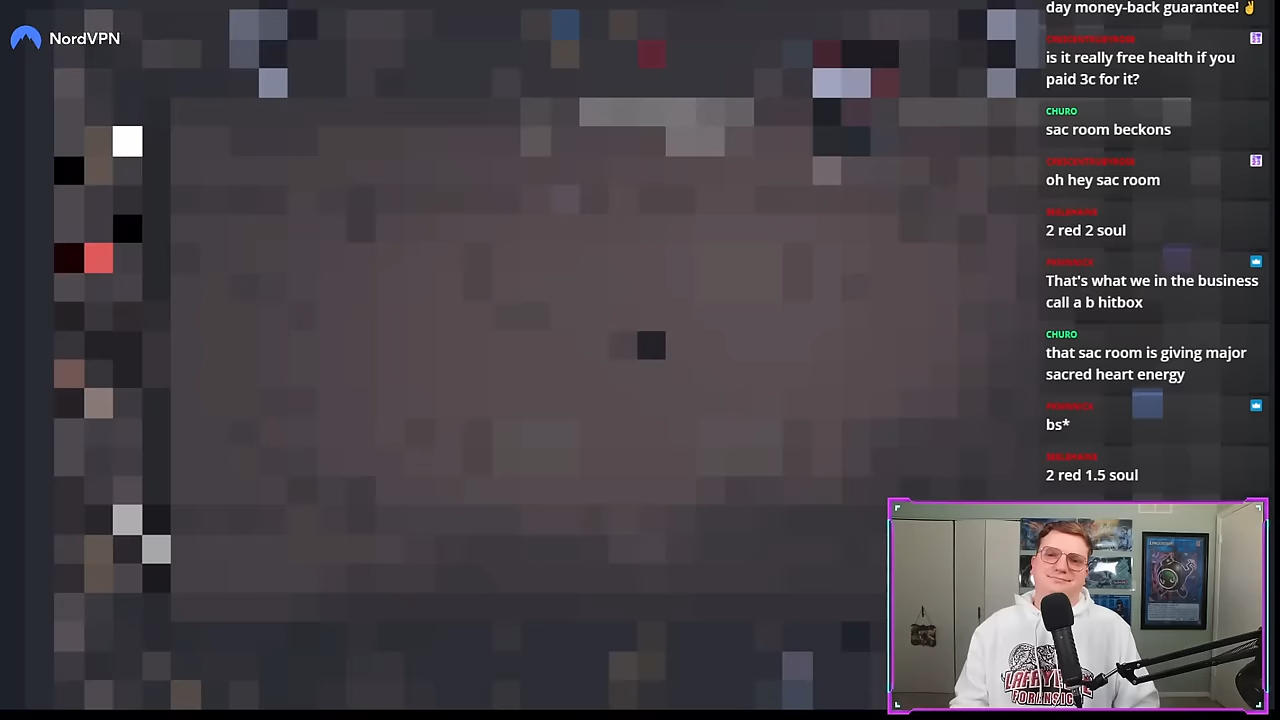 NordVPN
day money-back guarantee! ✌
is it really free health if you
paid 3c for it?
CHURO
sac room beckons
oh hey sac room
2 red 2 soul
That's what we in the business
call a b hitbox
CHURO
that sac room is giving major
sacred heart energy
bs*
2 red 1.5 soul
FORENSIC